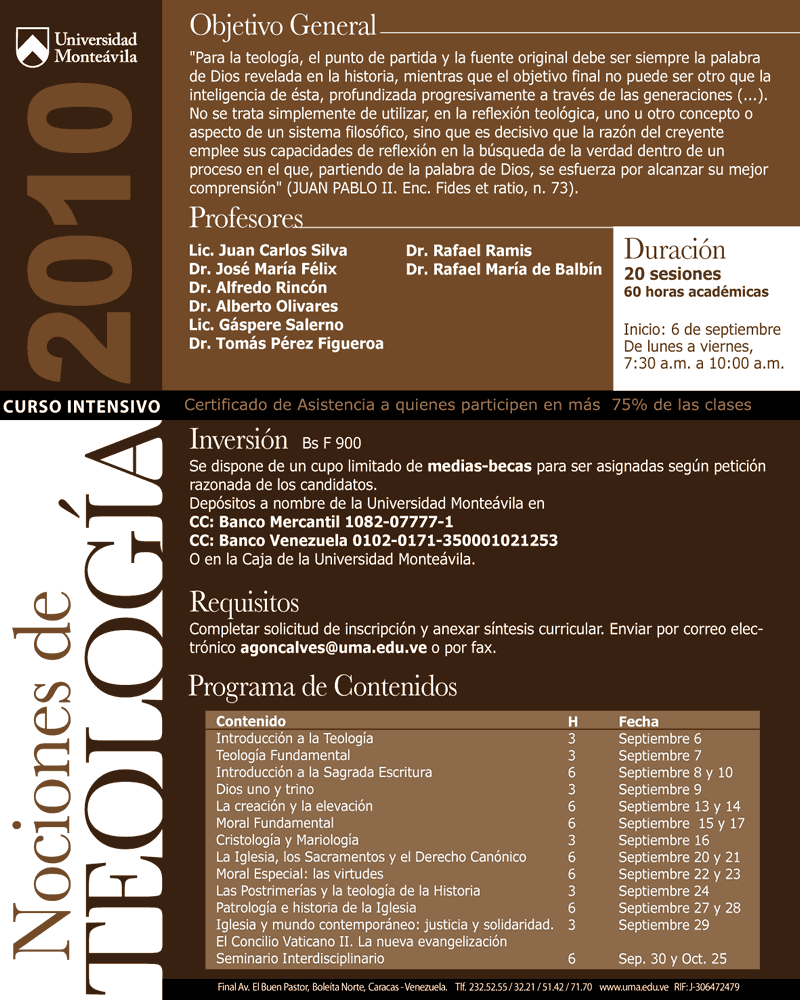 Universidad
Monteávila
2010
Objetivo General
"Para la teología, el punto de partida y la fuente original debe ser siempre la palabra
de Dios revelada en la historia, mientras que el objetivo final no puede ser otro que la
inteligencia de ésta, profundizada progresivamente a través de las generaciones (...).
No se trata simplemente de utilizar, en la reflexión teológica, uno u otro concepto o
aspecto de un sistema filosófico, sino que es decisivo que la razón del creyente
emplee sus capacidades de reflexión en la búsqueda de la verdad dentro de un
proceso en el que, partiendo de la palabra de Dios, se esfuerza por alcanzar su mejor
comprensión" (JUAN PABLO II. Enc. Fides et ratio, n. 73).
Profesores
Lic. Juan Carlos Silva
Dr. José María Félix
Dr. Alfredo Rincón
Dr. Alberto Olivares
Lic. Gáspere Salerno
Dr. Tomás Pérez Figueroa
Dr. Rafael Ramis
Dr. Rafael María de Balbín
Duración
20 sesiones
60 horas académicas
Inicio: 6 de septiembre
De lunes a viernes,
7:30 a.m. a 10:00 a.m.
CURSO INTENSIVO
Certificado de Asistencia a quienes participen en más 75% de las clases
Nociones de
TEOLOGÍA
Inversión Bs F 900
Se dispone de un cupo limitado de medias-becas para ser asignadas según petición
razonada de los candidatos.
Depósitos a nombre de la Universidad Monteávila en
CC: Banco Mercantil 1082-07777-1
CC: Banco Venezuela 0102-0171-350001021253
O en la Caja de la Universidad Monteávila.
Requisitos
Completar solicitud de inscripción y anexar síntesis curricular. Enviar por correo elec-
trónico agoncalves@uma.edu.ve o por fax.
Programa de Contenidos
Contenido H Fecha
Introducción a la Teología 3 Septiembre 6
Teología Fundamental 3 Septiembre 7
Introducción a la Sagrada Escritura 6 Septiembre 8 y 10
Dios uno y trino 3 Septiembre 9
La creación y la elevación 6 Septiembre 13 y 14
Moral Fundamental 6 Septiembre 15 y 17
Cristología y Mariología 3 Septiembre 16
La Iglesia, los Sacramentos y el Derecho Canónico 6 Septiembre 20 y 21
Moral Especial: las virtudes 6 Septiembre 22 y 23
Las Postrimerías y la teología de la Historia 3 Septiembre 24
Patrología e historia de la Iglesia 6 Septiembre 27 y 28
Iglesia y mundo contemporáneo: justicia y solidaridad. 3 Septiembre 29
El Concilio Vaticano II. La nueva evangelización
Seminario Interdisciplinario 6 Sep. 30 y Oct. 25
Final Av. El Buen Pastor, Boleíta Norte, Caracas - Venezuela. Tlf. 232.52.55 / 32.21 / 51.42 / 71.70 www.uma.edu.ve RIF: J-306472479